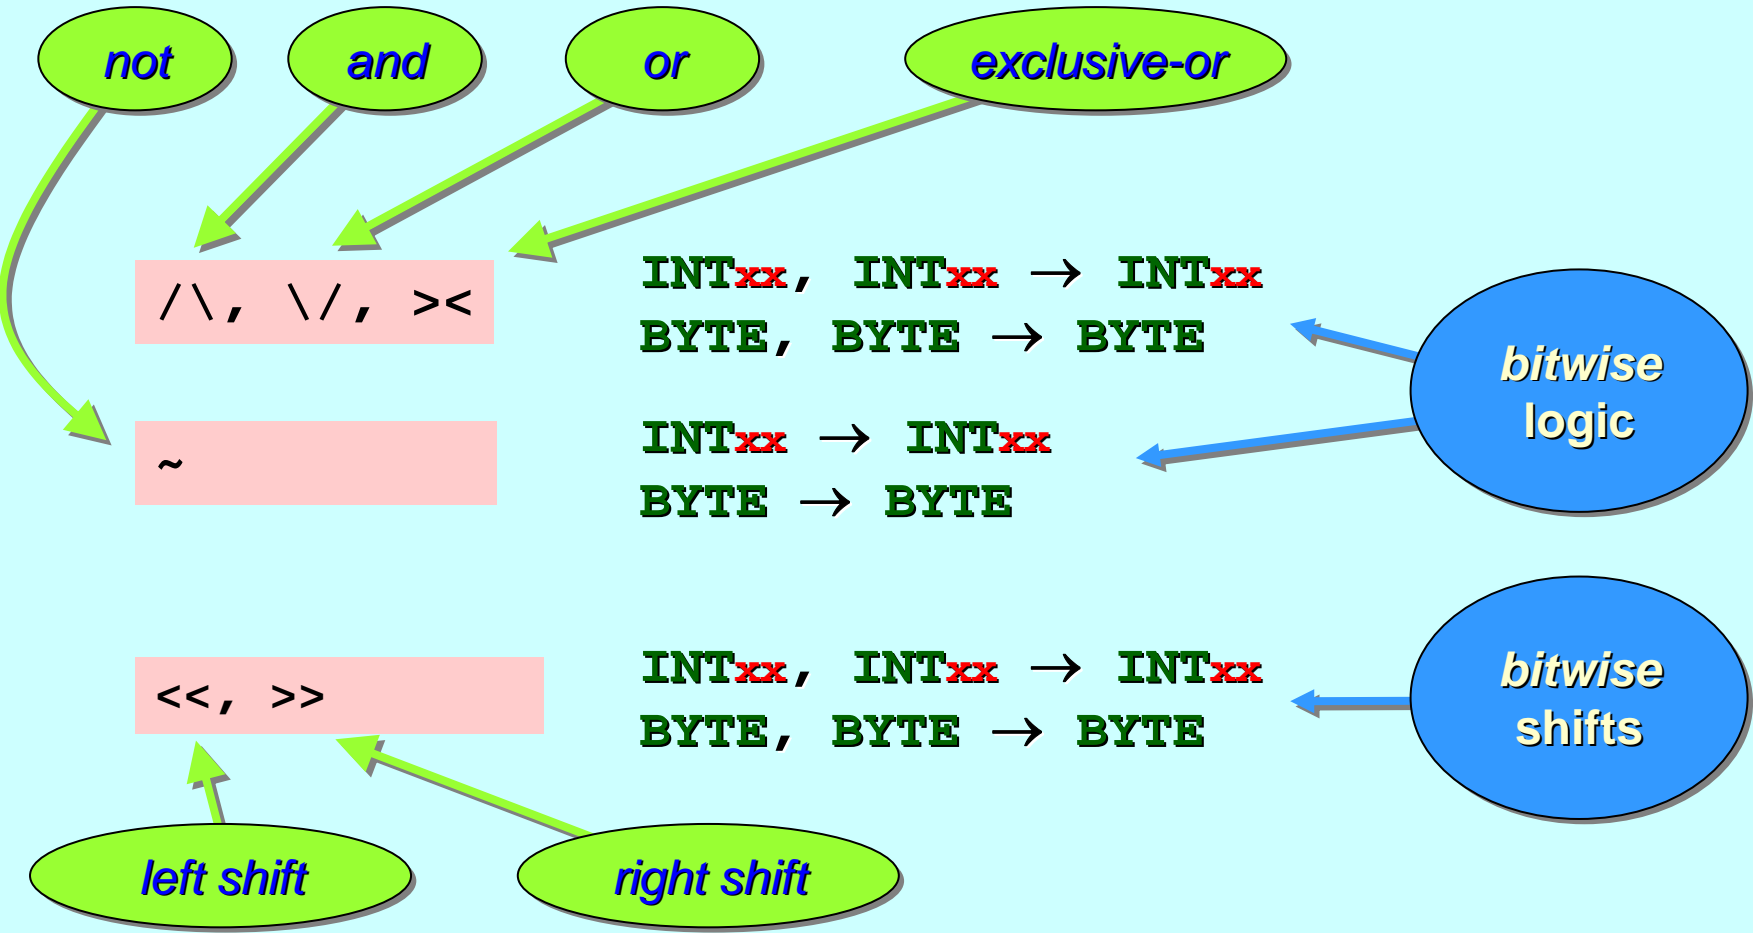 not
and
or
exclusive-or
/\, \/, ><
INTxx, INTxx → INTxx
BYTE, BYTE → BYTE
bitwise
logic
~
INTxx → INTxx
BYTE → BYTE
<<, >>
INTxx, INTxx → INTxx
BYTE, BYTE → BYTE
bitwise
shifts
left shift
right shift